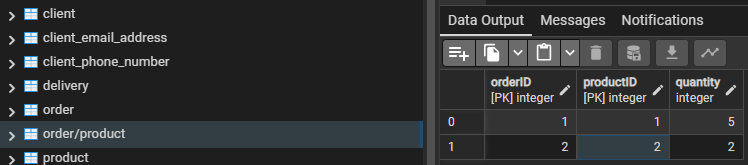 client
client_email_address
client_phone_number
delivery
order
order/product
product
Data Output Messages Notifications
orderID productID quantity
[PK] integer [PK] integer integer
0 1 1 5
1 2 2 2